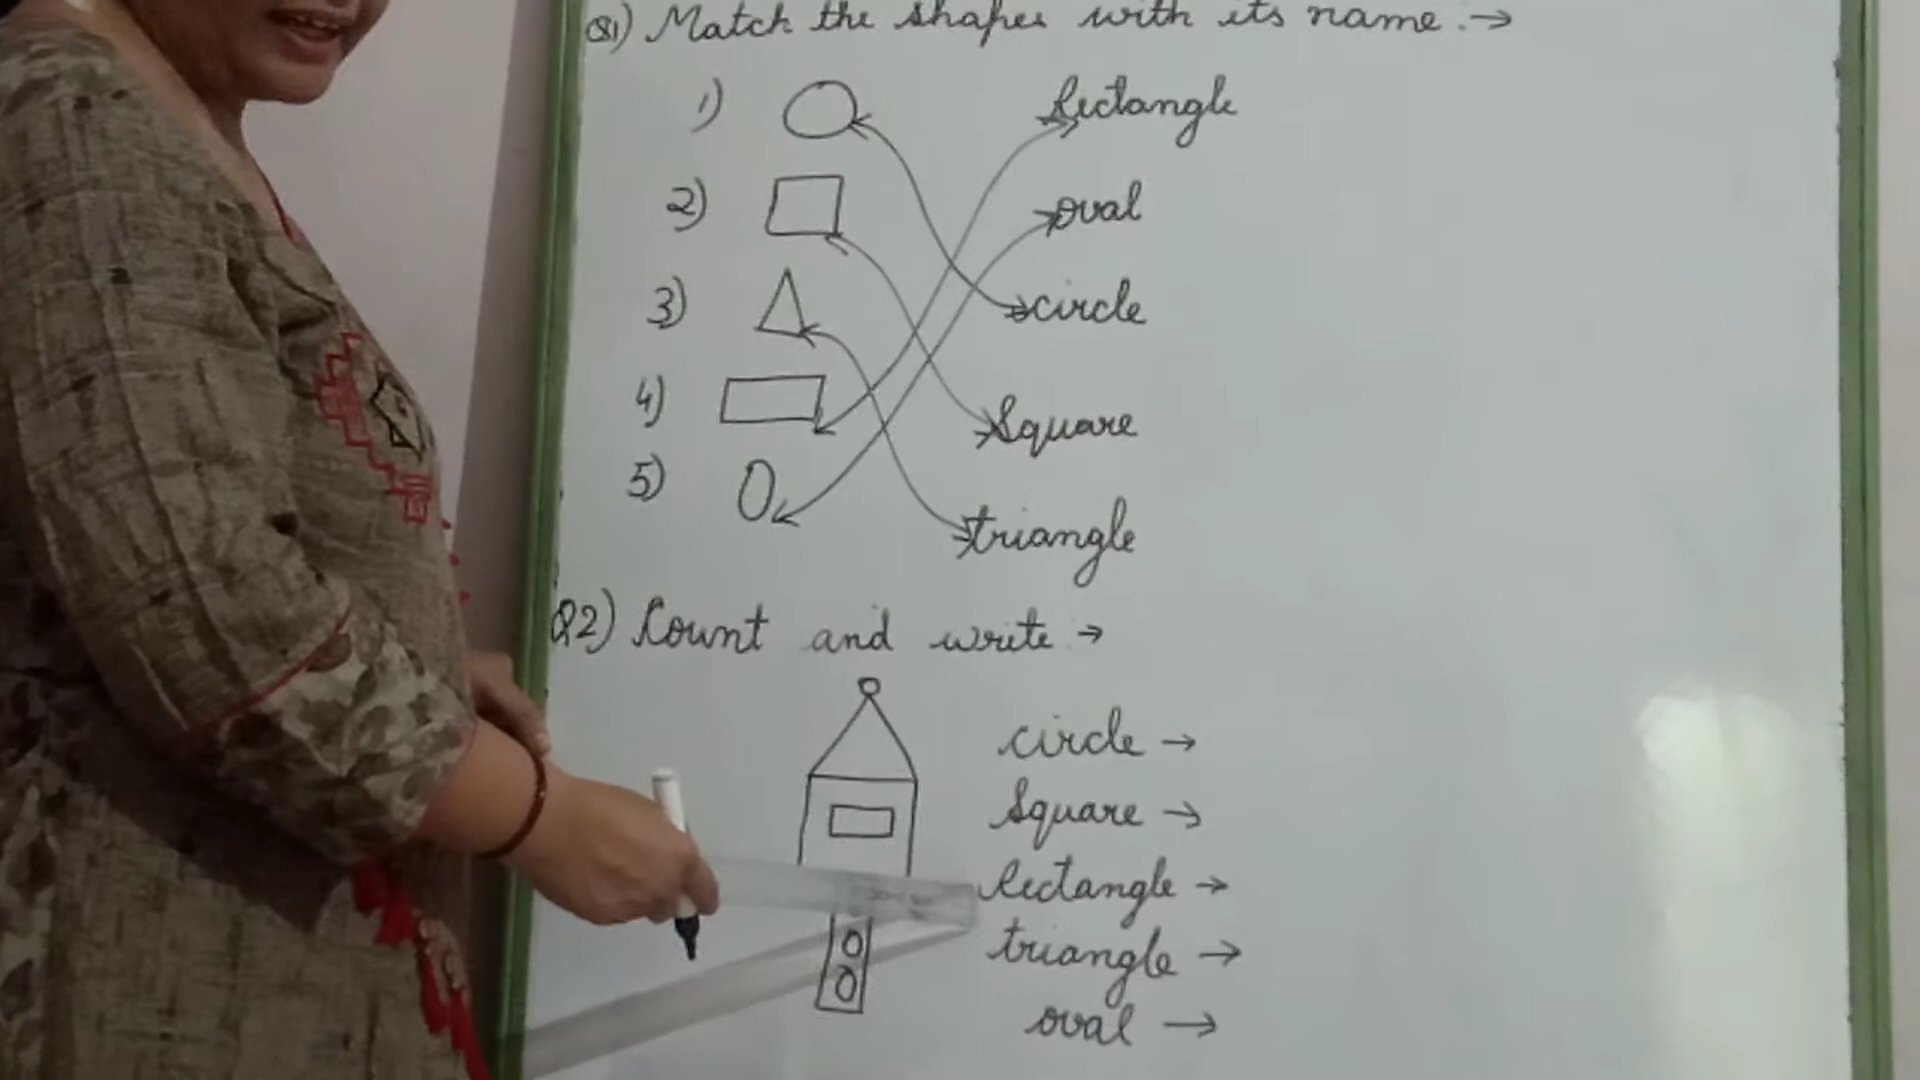 Q1) Match the shapes with its name :→
1) Rectangle
2) oval
3) circle
4) Square
5) triangle
Q2) Count and write →
circle →
Square →
Rectangle →
triangle →
oval →